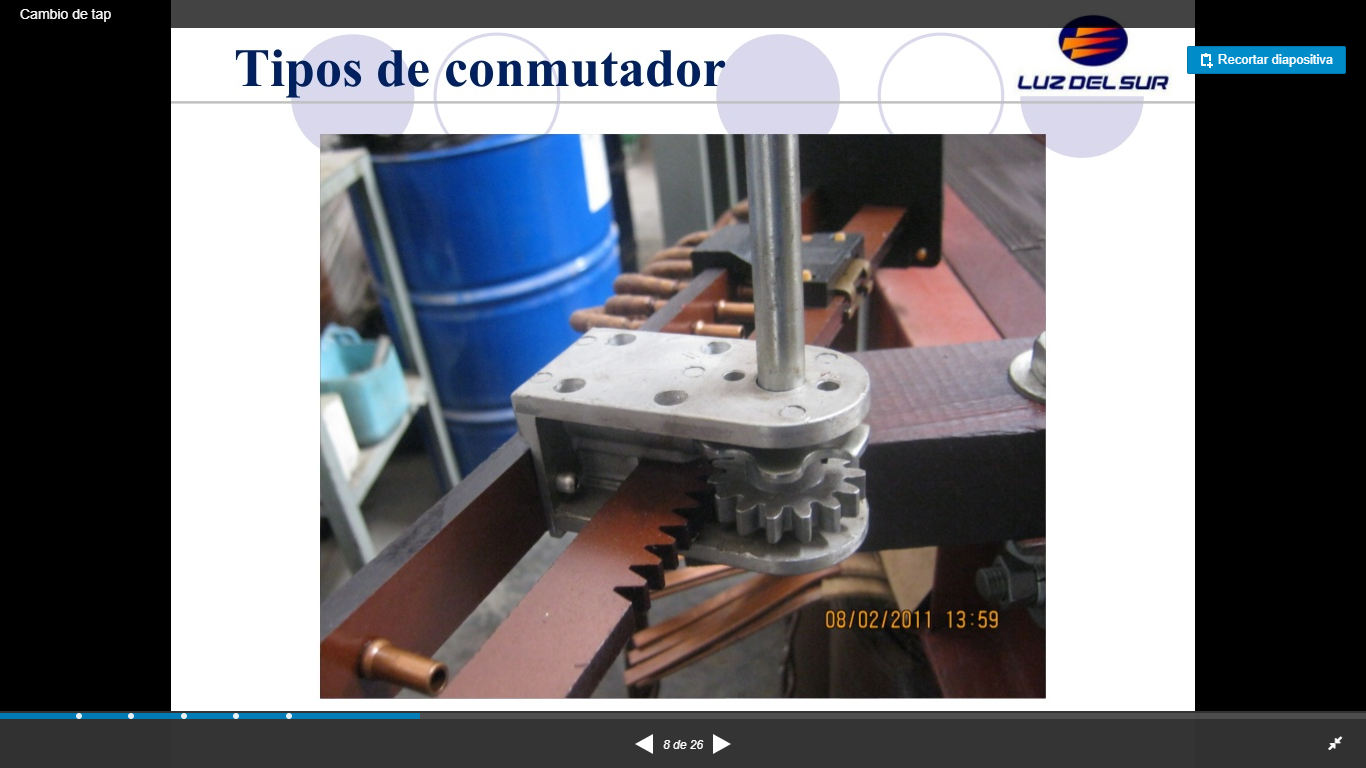 Cambio de tap
Tipos de conmutador
LUZ DEL SUR
Recortar diapositiva
08/02/2011 13:59
8 de 26